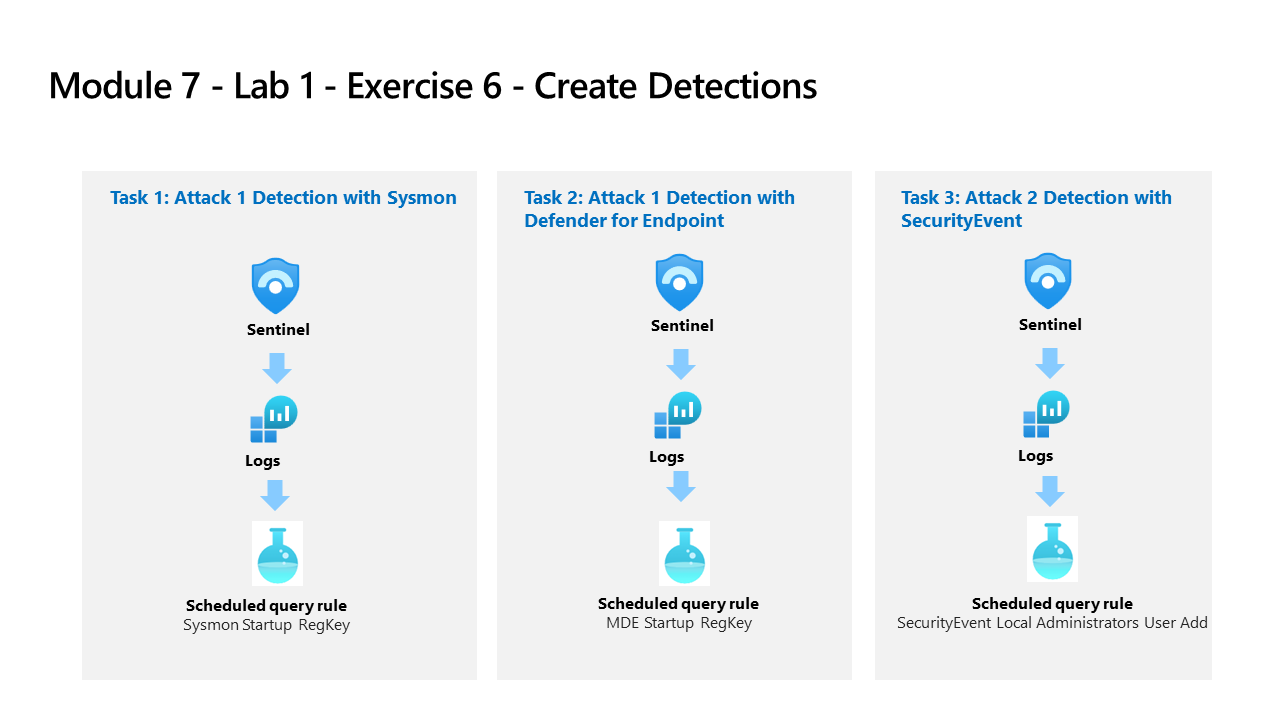 Module 7 - Lab 1 - Exercise 6 - Create Detections
Task 1: Attack 1 Detection with Sysmon
Sentinel
Logs
Scheduled query rule
Sysmon Startup RegKey
Task 2: Attack 1 Detection with
Defender for Endpoint
Sentinel
Logs
Scheduled query rule
MDE Startup RegKey
Task 3: Attack 2 Detection with
SecurityEvent
Sentinel
Logs
Scheduled query rule
SecurityEvent Local Administrators User Add